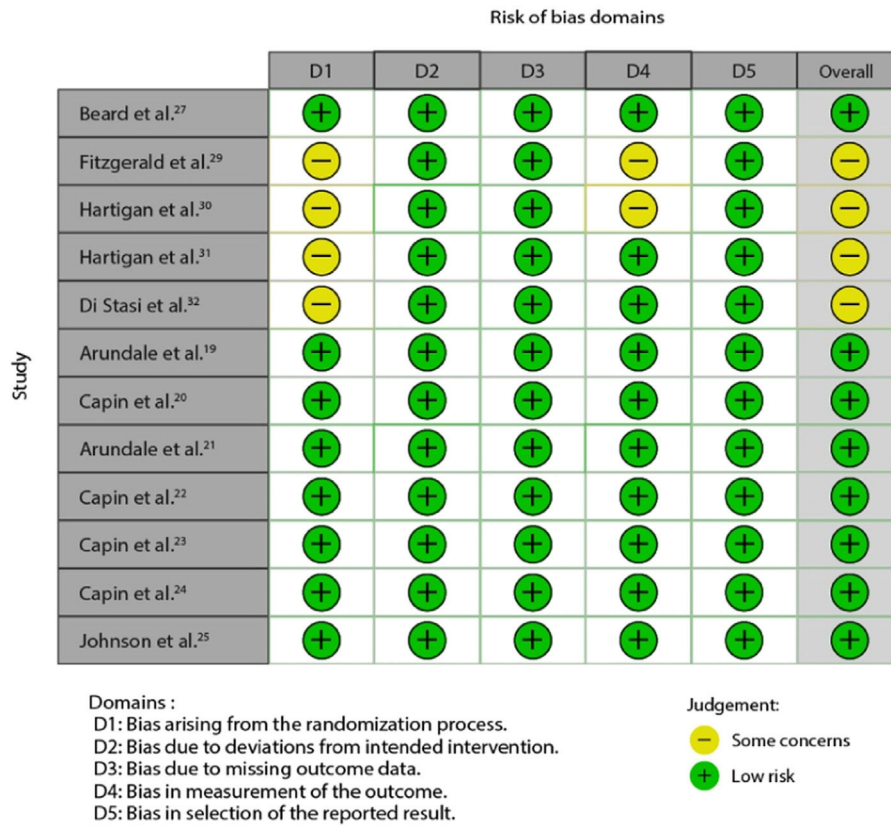 Risk of bias domains
D1 D2 D3 D4 D5 Overall
Study
Beard et al.²⁷ + + + + + +
Fitzgerald et al.²⁹ − + + − + −
Hartigan et al.³⁰ − + + − + −
Hartigan et al.³¹ − + + + + −
Di Stasi et al.³² − + + + + −
Arundale et al.¹⁹ + + + + + +
Capin et al.²⁰ + + + + + +
Arundale et al.²¹ + + + + + +
Capin et al.²² + + + + + +
Capin et al.²³ + + + + + +
Capin et al.²⁴ + + + + + +
Johnson et al.²⁵ + + + + + +
Domains :
D1: Bias arising from the randomization process.
D2: Bias due to deviations from intended intervention.
D3: Bias due to missing outcome data.
D4: Bias in measurement of the outcome.
D5: Bias in selection of the reported result.
Judgement:
− Some concerns
+ Low risk